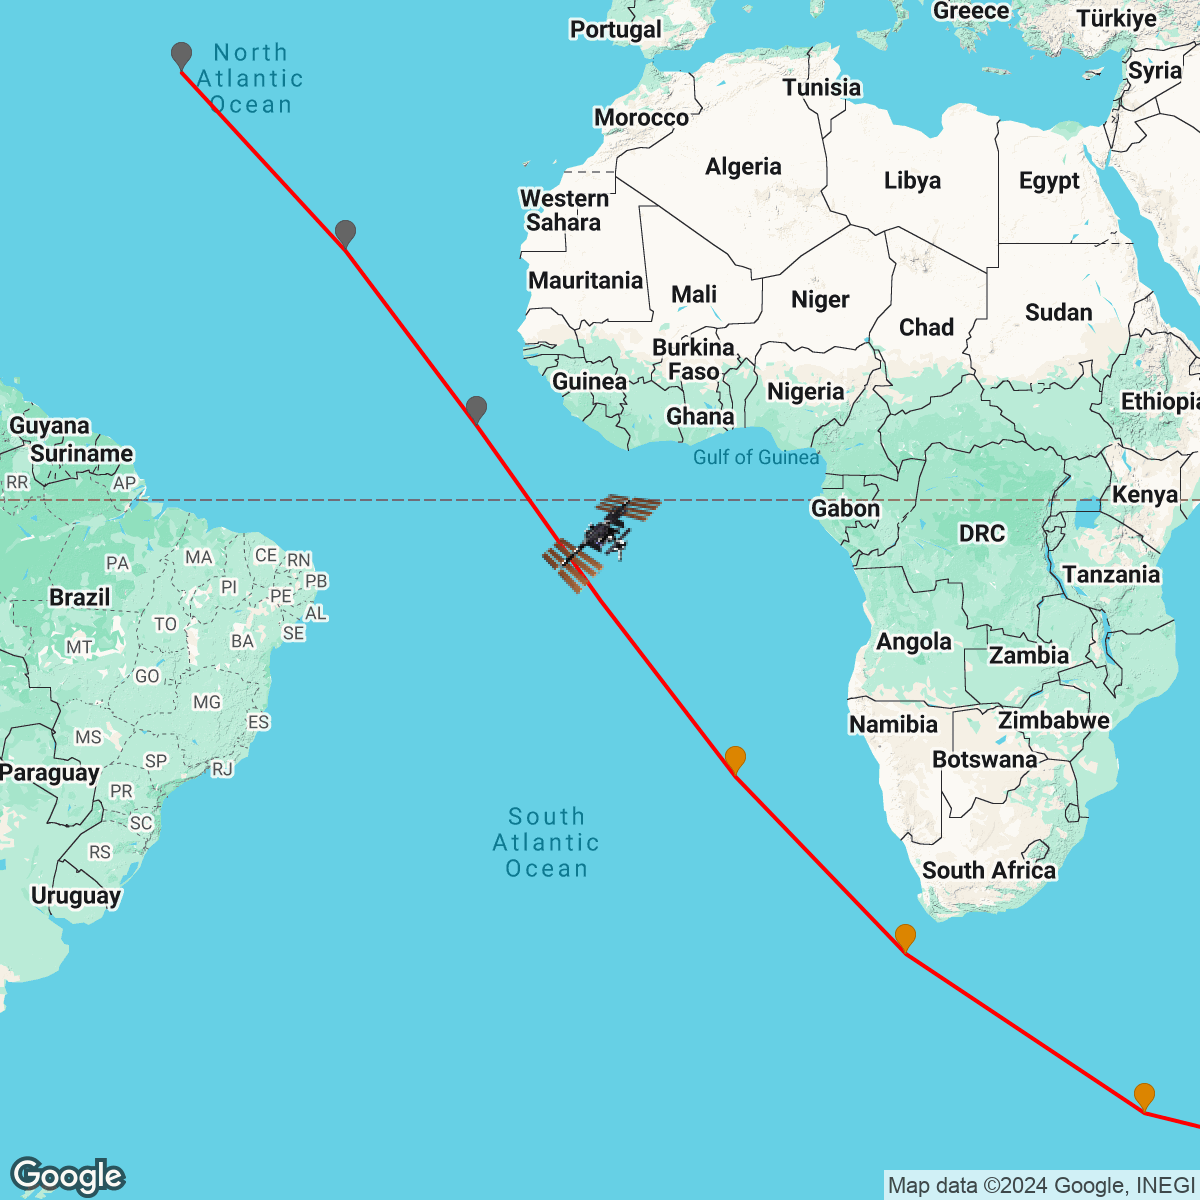 Greece
Türkiye
Portugal
North
Atlantic
Ocean
Syria
Tunisia
Morocco
Algeria
Libya
Egypt
Western
Sahara
Mauritania
Mali
Niger
Sudan
Chad
Burkina
Faso
Guinea
Nigeria
Ethiopia
Ghana
Guyana
Suriname
Gulf of Guinea
RR
AP
Kenya
Gabon
DRC
MA
CE
RN
PA
PI
PB
Tanzania
Brazil
PE
AL
TO
SE
BA
MT
Angola
Zambia
GO
MG
ES
Namibia
Zimbabwe
MS
SP
RJ
Botswana
Paraguay
PR
South
Atlantic
Ocean
SC
RS
South Africa
Uruguay
Google
Map data ©2024 Google, INEGI